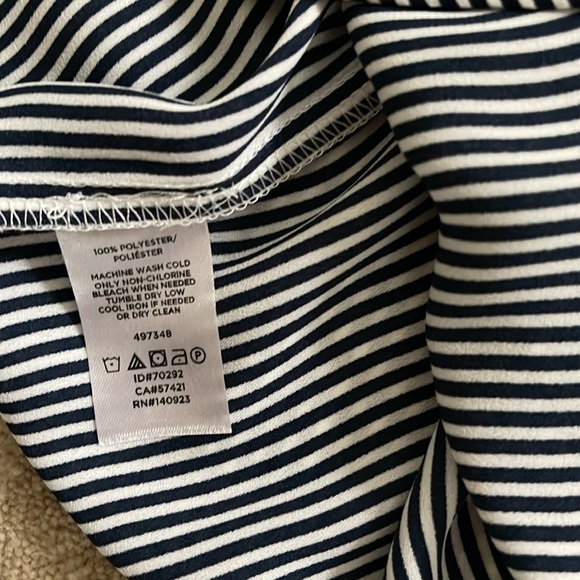 100% POLYESTER/
POLIÉSTER
MACHINE WASH COLD
ONLY NON-CHLORINE
BLEACH WHEN NEEDED
TUMBLE DRY LOW
COOL IRON IF NEEDED
OR DRY CLEAN
497348
P
ID#70292
CA#57421
RN#140923